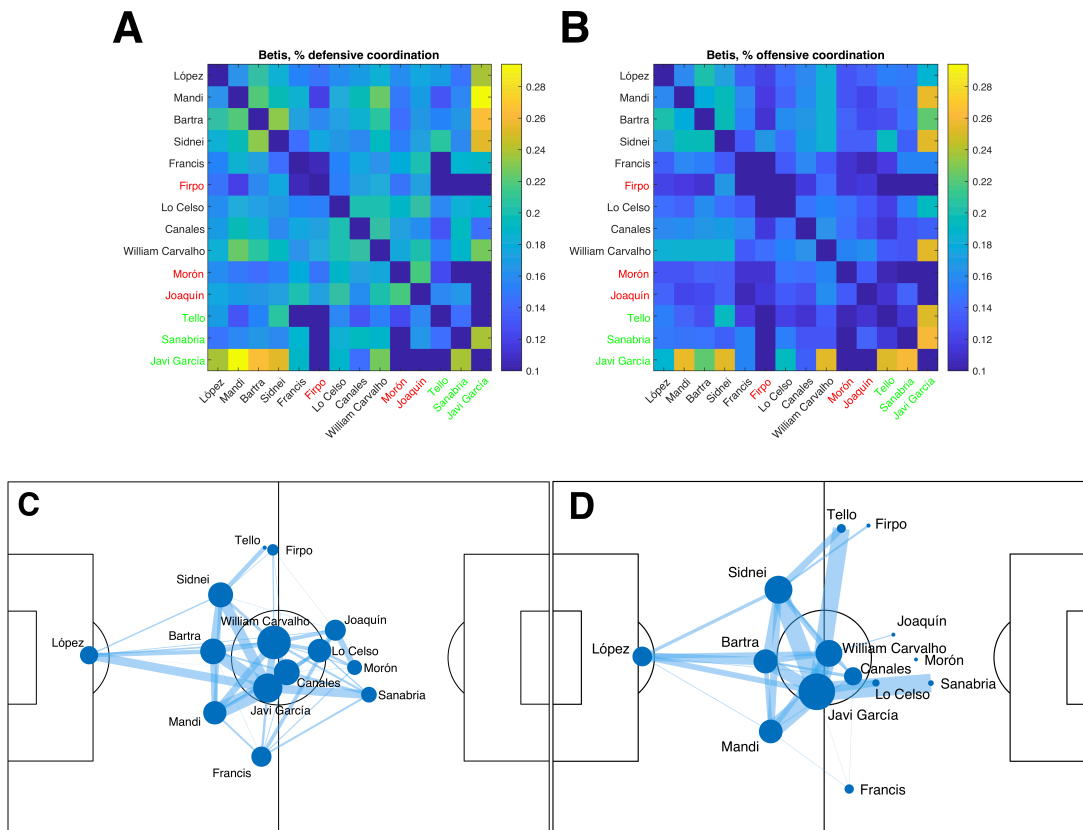 A
B
Betis, % defensive coordination
Betis, % offensive coordination
López
Mandi
Bartra
Sidnei
Francis
Firpo
Lo Celso
Canales
William Carvalho
Morón
Joaquín
Tello
Sanabria
Javi García
López
Mandi
Bartra
Sidnei
Francis
Firpo
Lo Celso
Canales
William Carvalho
Morón
Joaquín
Tello
Sanabria
Javi García
0.28
0.26
0.24
0.22
0.2
0.18
0.16
0.14
0.12
0.1
López
Mandi
Bartra
Sidnei
Francis
Firpo
Lo Celso
Canales
William Carvalho
Morón
Joaquín
Tello
Sanabria
Javi García
López
Mandi
Bartra
Sidnei
Francis
Firpo
Lo Celso
Canales
William Carvalho
Morón
Joaquín
Tello
Sanabria
Javi García
0.28
0.26
0.24
0.22
0.2
0.18
0.16
0.14
0.12
0.1
C
Tello
Firpo
Sidnei
William Carvalho
Joaquín
Bartra
López
Lo Celso
Morón
Canales
Sanabria
Javi García
Mandi
Francis
D
Tello
Firpo
Sidnei
Joaquín
Bartra
William Carvalho
López
Morón
Canales
Sanabria
Lo Celso
Javi García
Mandi
Francis